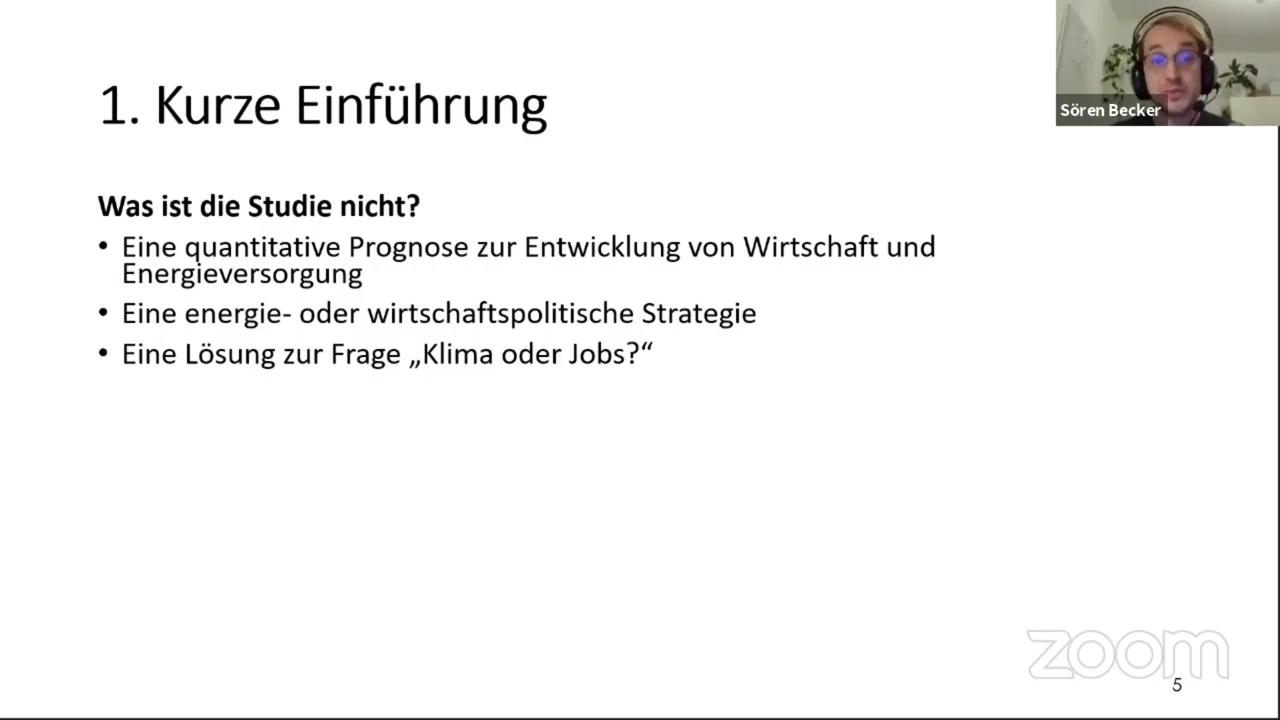 1. Kurze Einführung
Sören Becker
Was ist die Studie nicht?
• Eine quantitative Prognose zur Entwicklung von Wirtschaft und
Energieversorgung
• Eine energie- oder wirtschaftspolitische Strategie
• Eine Lösung zur Frage „Klima oder Jobs?“
zoom
5